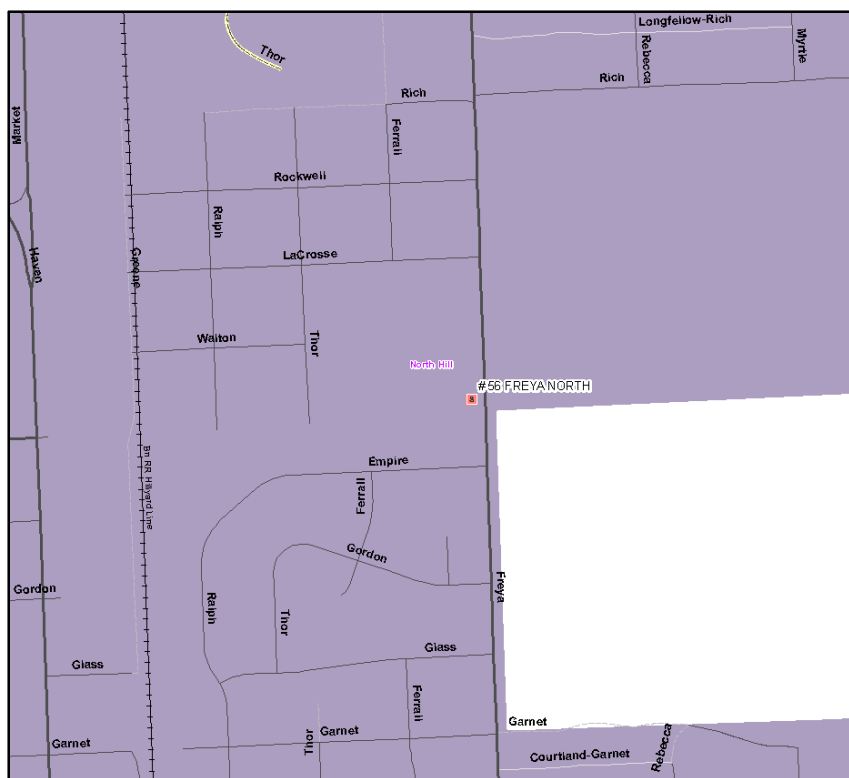 Longfellow-Rich
Thor
Rebecca
Myrtle
Rich
Rich
Market
Ferrall
Rockwell
Ralph
LaCrosse
Haven
Greene
Walton
Thor
North Hill
#56 FREYA NORTH
a
Empire
Bn RR Hillyard Line
Ferrall
Gordon
Gordon
Freya
Ralph
Thor
Glass
Glass
Ferrall
Garnet
Garnet
Thor
Garnet
Rebecca
Courtland-Garnet